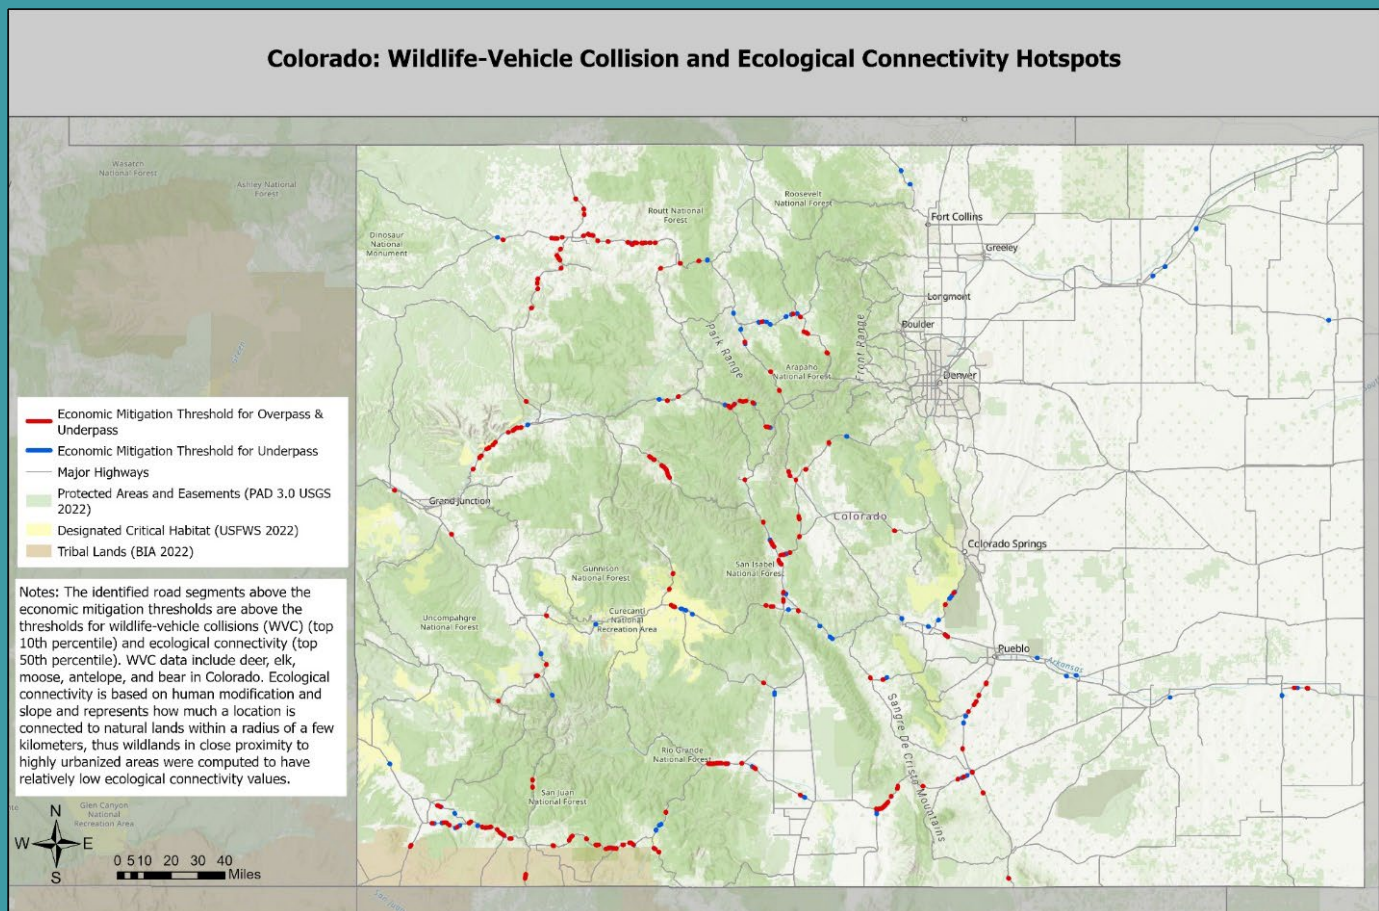 Colorado: Wildlife-Vehicle Collision and Ecological Connectivity Hotspots
Wasatch
National Forest
Ashley National
Forest
Dinosaur
National
Monument
Routt National
Forest
Roosevelt
National Forest
Fort Collins
Greeley
Longmont
Boulder
Park Range
Front Range
Arapaho
National Forest
Denver
Grand Junction
Colorado
Colorado Springs
Gunnison
National Forest
San Isabel
National Forest
Curecanti
National
Recreation Area
Uncompahgre
National Forest
Pueblo
Arkansas
Sangre De Cristo Mountains
Rio Grande
National Forest
San Juan
National Forest
Economic Mitigation Threshold for Overpass &
Underpass
Economic Mitigation Threshold for Underpass
Major Highways
Protected Areas and Easements (PAD 3.0 USGS
2022)
Designated Critical Habitat (USFWS 2022)
Tribal Lands (BIA 2022)
Notes: The identified road segments above the
economic mitigation thresholds are above the
thresholds for wildlife-vehicle collisions (WVC) (top
10th percentile) and ecological connectivity (top
50th percentile). WVC data include deer, elk,
moose, antelope, and bear in Colorado. Ecological
connectivity is based on human modification and
slope and represents how much a location is
connected to natural lands within a radius of a few
kilometers, thus wildlands in close proximity to
highly urbanized areas were computed to have
relatively low ecological connectivity values.
Glen Canyon
National
Recreation Area
N
W
E
S
0 5 10 20 30 40
Miles